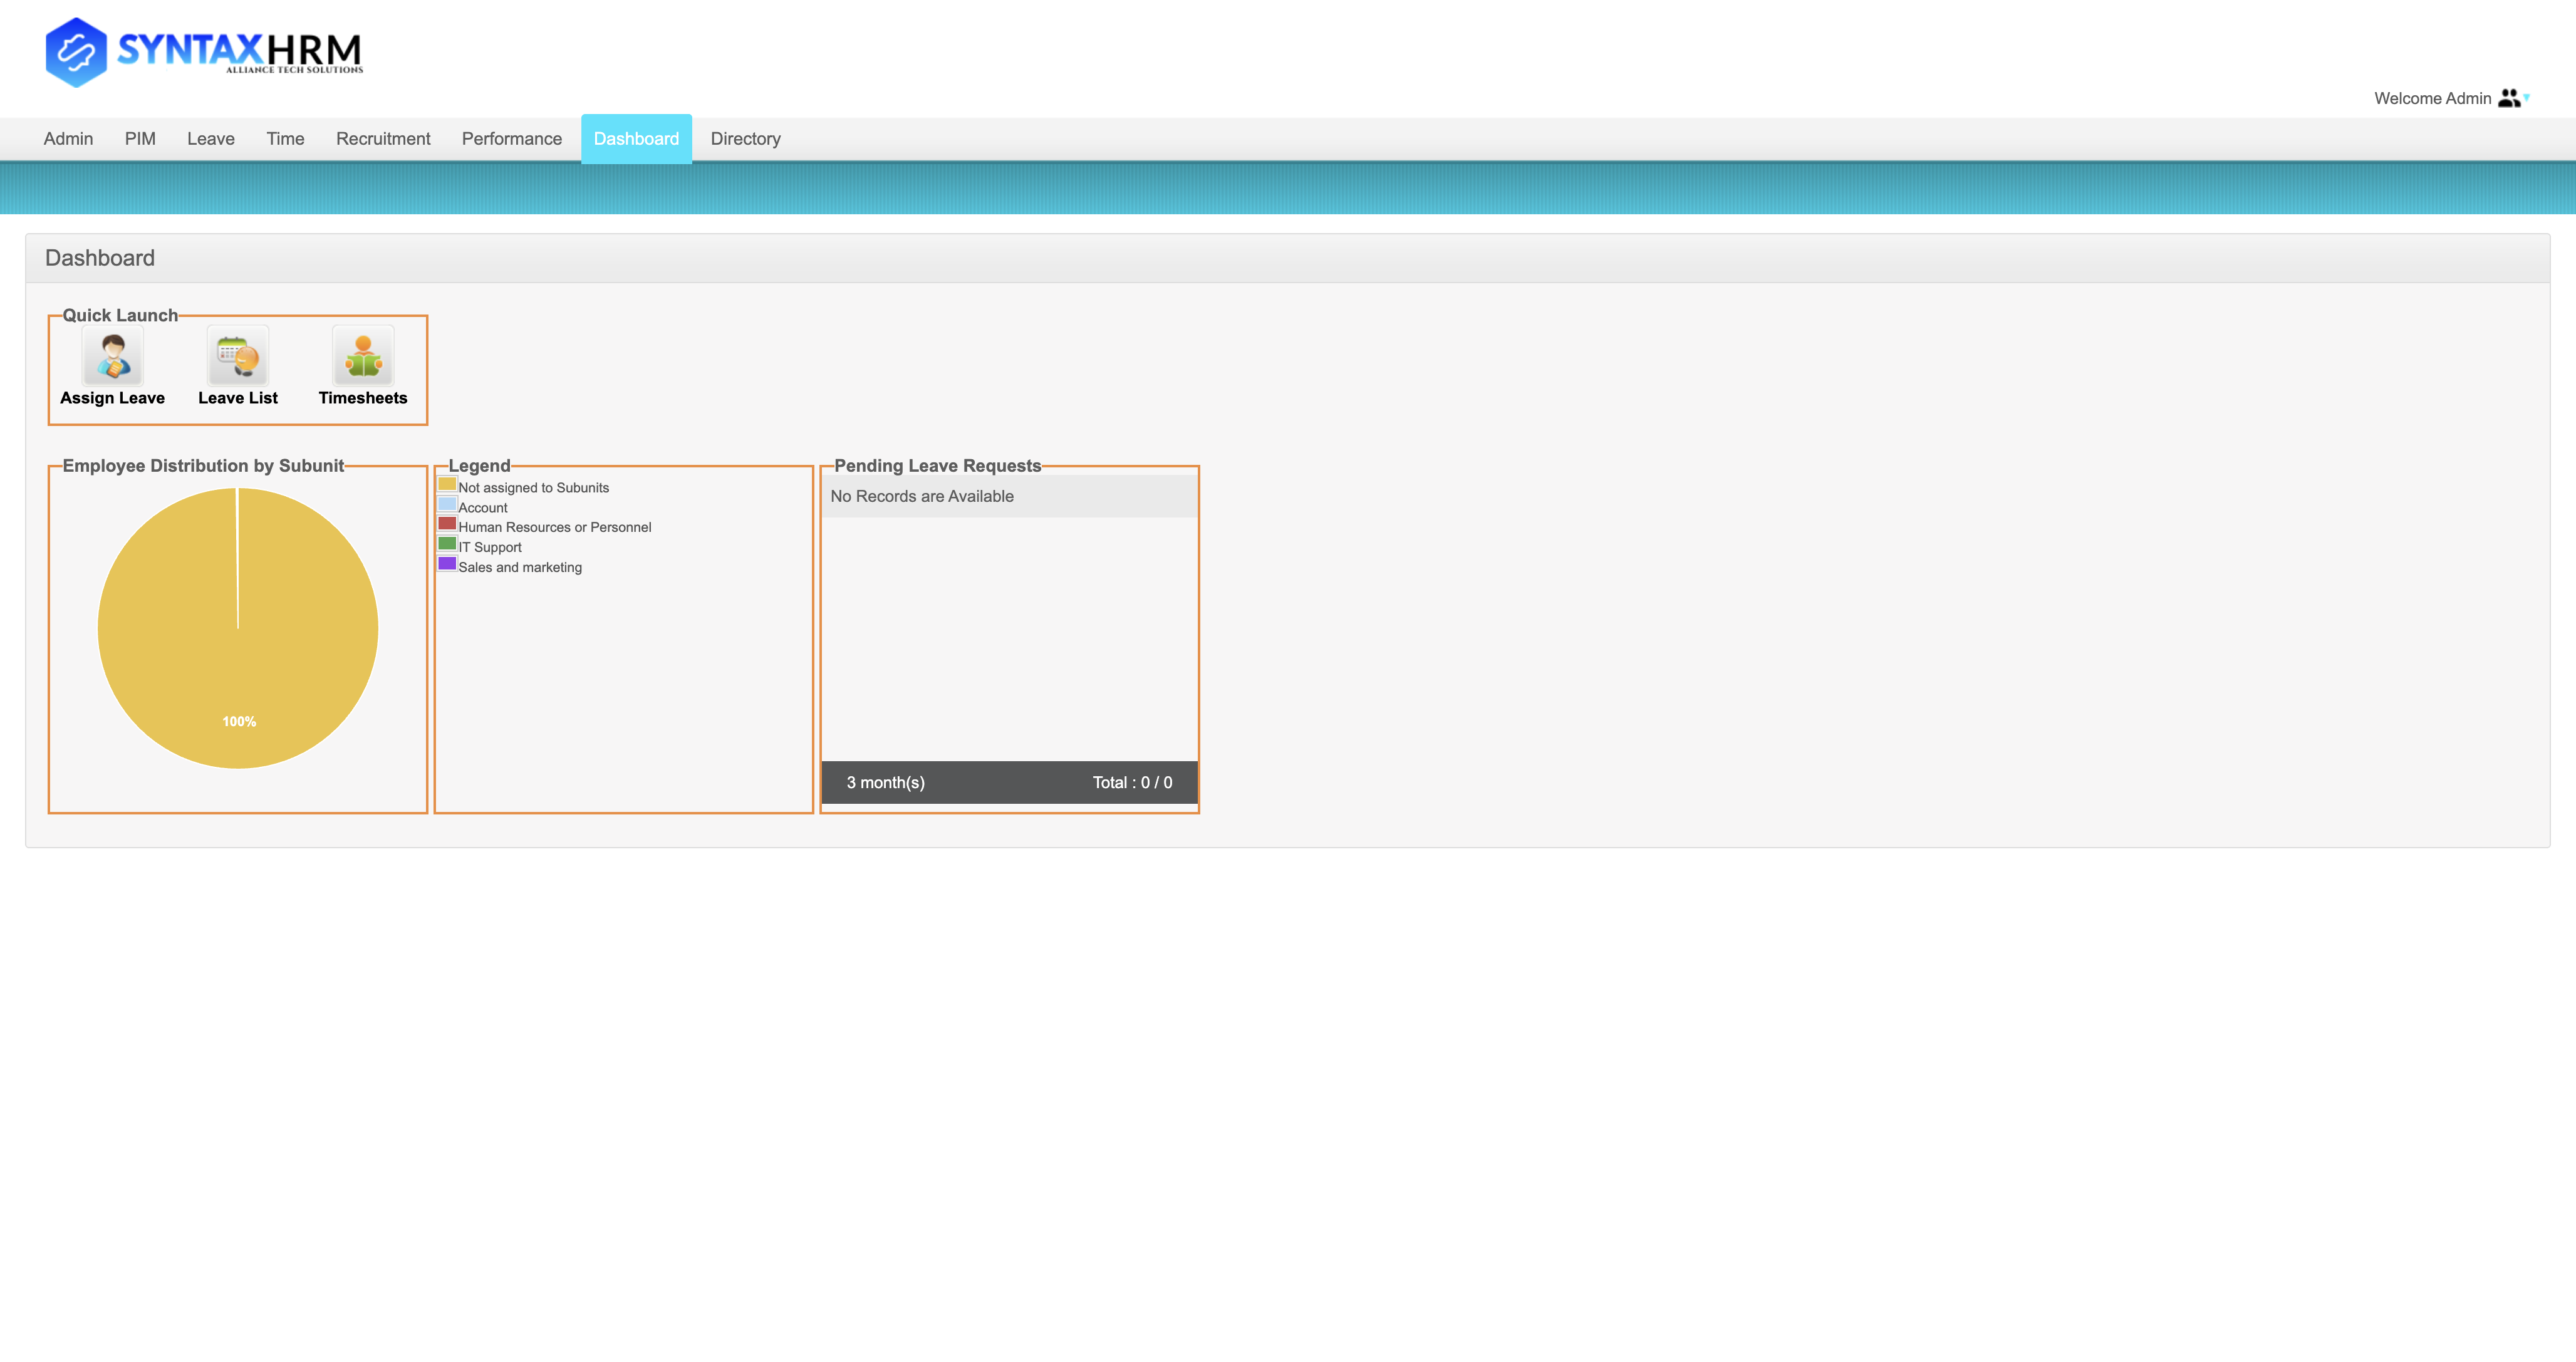 SYNTAXHRM
ALLIANCE TECH SOLUTIONS
Welcome Admin
Admin PIM Leave Time Recruitment Performance Dashboard Directory
Dashboard
Quick Launch
Assign Leave Leave List Timesheets
Employee Distribution by Subunit
100%
Legend
Not assigned to Subunits
Account
Human Resources or Personnel
IT Support
Sales and marketing
Pending Leave Requests
No Records are Available
3 month(s) Total : 0 / 0